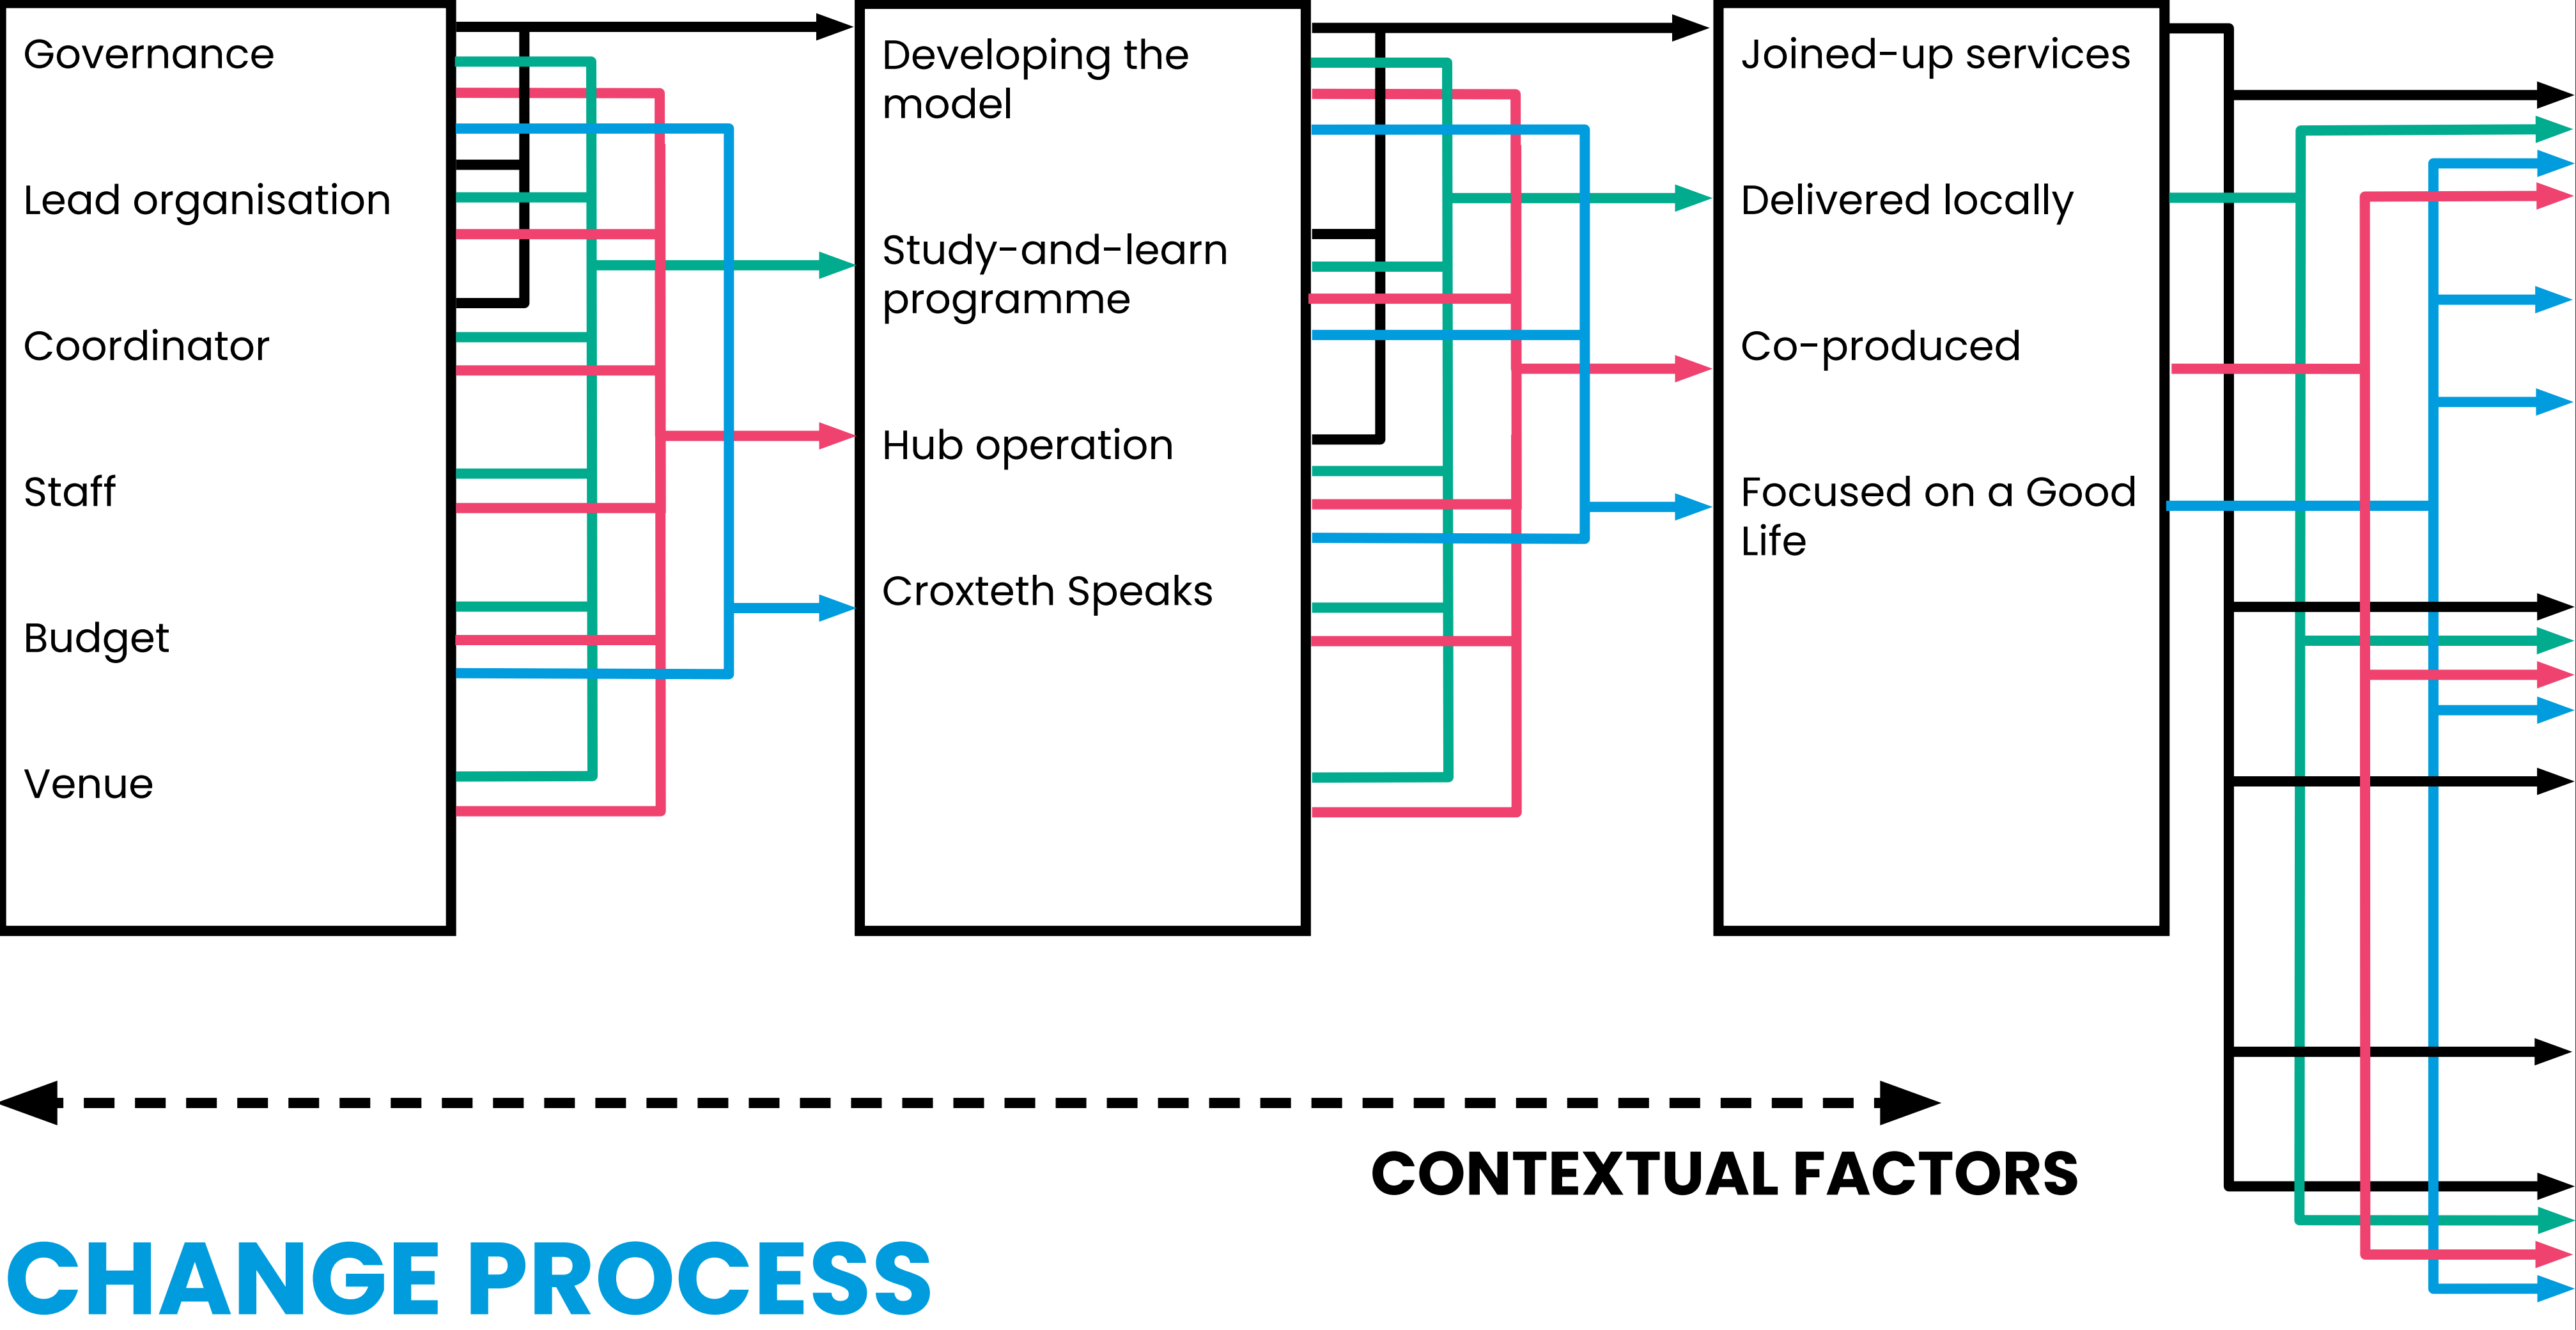 Governance
Lead organisation
Coordinator
Staff
Budget
Venue
Developing the
model
Study-and-learn
programme
Hub operation
Croxteth Speaks
Joined-up services
Delivered locally
Co-produced
Focused on a Good
Life
CONTEXTUAL FACTORS
CHANGE PROCESS